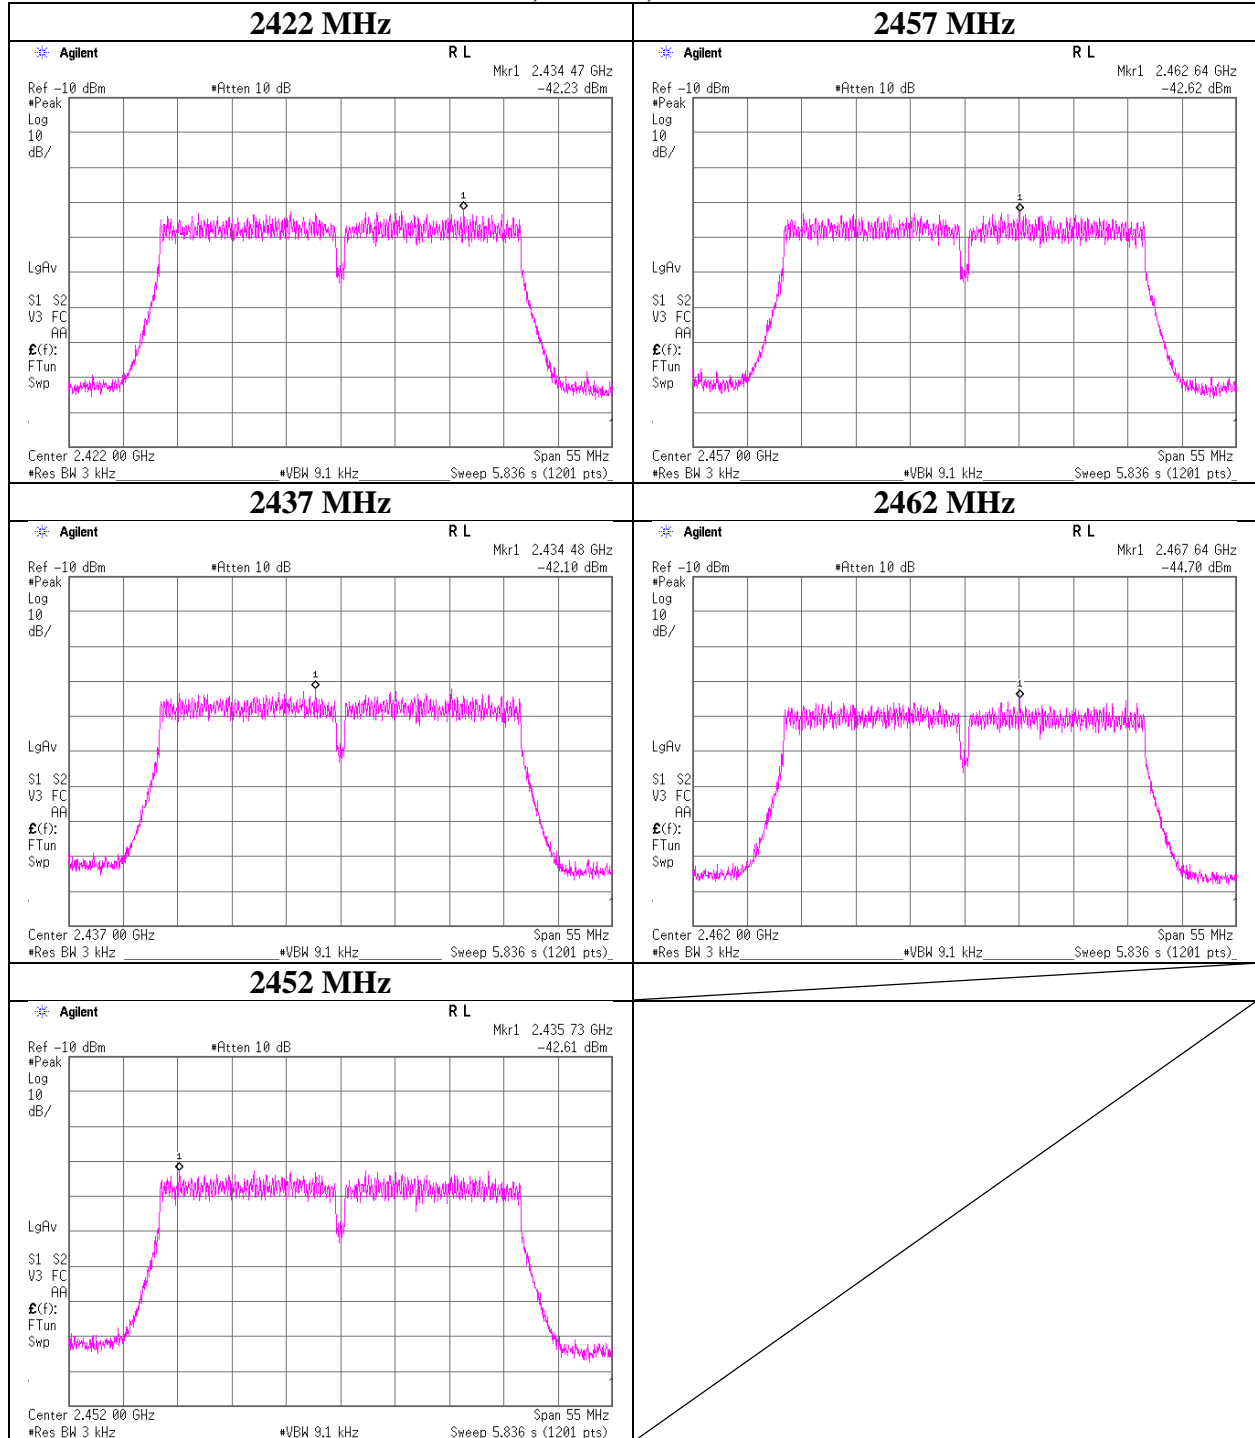 2422 MHz
Agilent
R L
Mkr1 2.434 47 GHz
Ref -10 dBm
#Atten 10 dB
-42.23 dBm
#Peak
Log
10
dB/
1
LgAv
S1 S2
V3 FC
AA
£(f):
FTun
Swp
Center 2.422 00 GHz
Span 55 MHz
#Res BW 3 kHz
#VBW 9.1 kHz
Sweep 5.836 s (1201 pts)
2457 MHz
Agilent
R L
Mkr1 2.462 64 GHz
Ref -10 dBm
#Atten 10 dB
-42.62 dBm
#Peak
Log
10
dB/
1
LgAv
S1 S2
V3 FC
AA
£(f):
FTun
Swp
Center 2.457 00 GHz
Span 55 MHz
#Res BW 3 kHz
#VBW 9.1 kHz
Sweep 5.836 s (1201 pts)
2437 MHz
Agilent
R L
Mkr1 2.434 48 GHz
Ref -10 dBm
#Atten 10 dB
-42.10 dBm
#Peak
Log
10
dB/
1
LgAv
S1 S2
V3 FC
AA
£(f):
FTun
Swp
Center 2.437 00 GHz
Span 55 MHz
#Res BW 3 kHz
#VBW 9.1 kHz
Sweep 5.836 s (1201 pts)
2462 MHz
Agilent
R L
Mkr1 2.467 64 GHz
Ref -10 dBm
#Atten 10 dB
-44.70 dBm
#Peak
Log
10
dB/
1
LgAv
S1 S2
V3 FC
AA
£(f):
FTun
Swp
Center 2.462 00 GHz
Span 55 MHz
#Res BW 3 kHz
#VBW 9.1 kHz
Sweep 5.836 s (1201 pts)
2452 MHz
Agilent
R L
Mkr1 2.435 73 GHz
Ref -10 dBm
#Atten 10 dB
-42.61 dBm
#Peak
Log
10
dB/
1
LgAv
S1 S2
V3 FC
AA
£(f):
FTun
Swp
Center 2.452 00 GHz
Span 55 MHz
#Res BW 3 kHz
#VBW 9.1 kHz
Sweep 5.836 s (1201 pts)